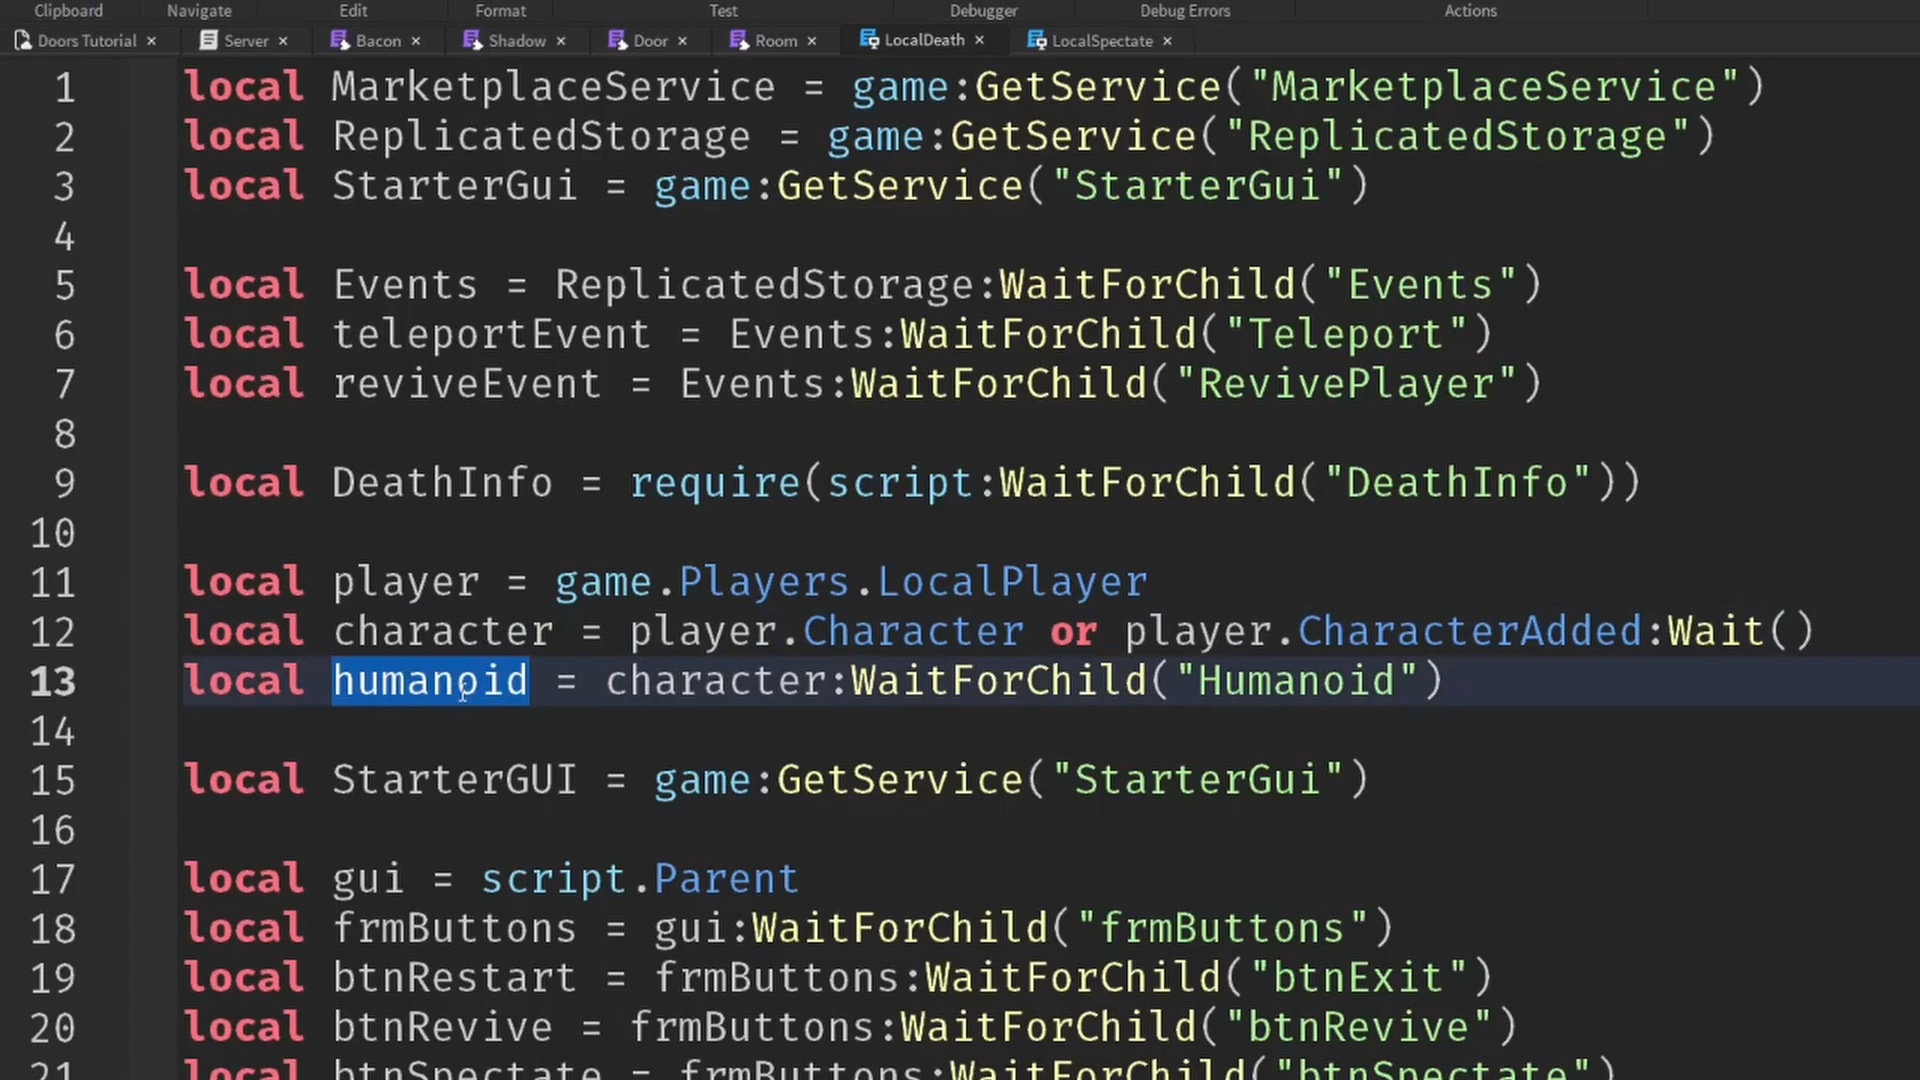 Clipboard Navigate Edit Format Test Debugger Debug Errors Actions
Doors Tutorial × Server × Bacon × Shadow × Door × Room × LocalDeath × LocalSpectate ×
1 local MarketplaceService = game:GetService("MarketplaceService")
2 local ReplicatedStorage = game:GetService("ReplicatedStorage")
3 local StarterGui = game:GetService("StarterGui")
4
5 local Events = ReplicatedStorage:WaitForChild("Events")
6 local teleportEvent = Events:WaitForChild("Teleport")
7 local reviveEvent = Events:WaitForChild("RevivePlayer")
8
9 local DeathInfo = require(script:WaitForChild("DeathInfo"))
10
11 local player = game.Players.LocalPlayer
12 local character = player.Character or player.CharacterAdded:Wait()
13 local humanoid = character:WaitForChild("Humanoid")
14
15 local StarterGUI = game:GetService("StarterGui")
16
17 local gui = script.Parent
18 local frmButtons = gui:WaitForChild("frmButtons")
19 local btnRestart = frmButtons:WaitForChild("btnExit")
20 local btnRevive = frmButtons:WaitForChild("btnRevive")
21 local btnSpectate = frmButtons:WaitForChild("btnSpectate")